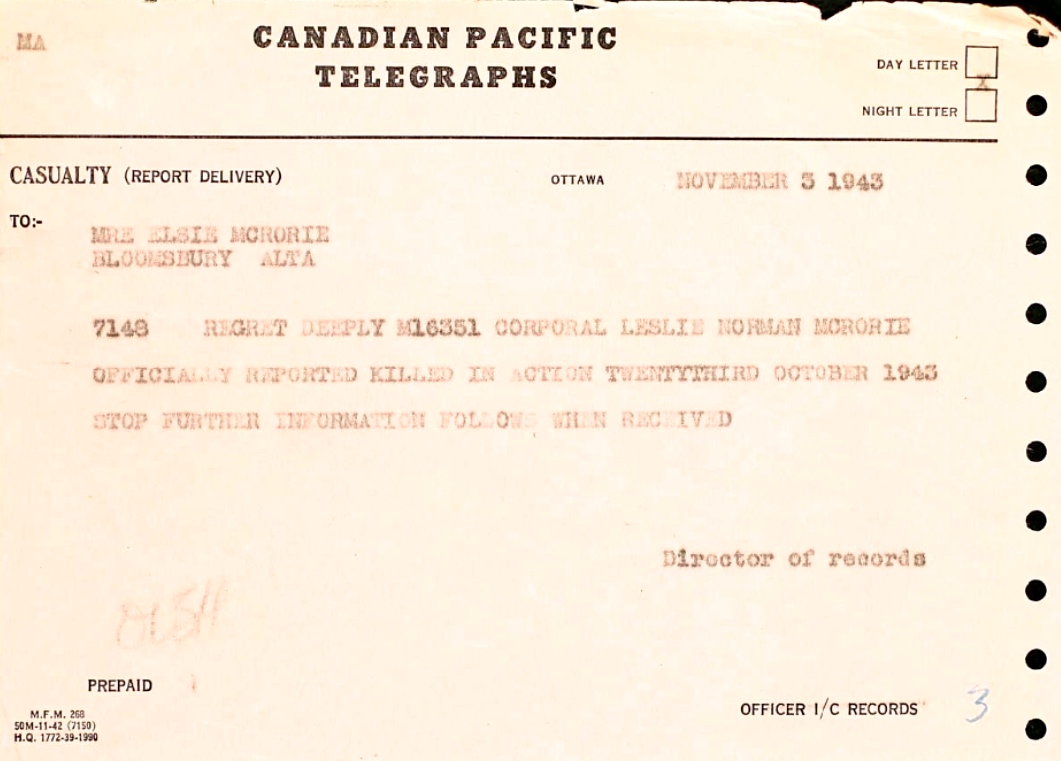 MA
CANADIAN PACIFIC
TELEGRAPHS
DAY LETTER
X
NIGHT LETTER
CASUALTY (REPORT DELIVERY)
OTTAWA NOVEMBER 3 1943
TO:-
MRE ELSIE MCRORIE
BLOOMSBURY ALTA
7148 REGRET DEEPLY M16351 CORPORAL LESLIE NORMAN MCRORIE
OFFICIALLY REPORTED KILLED IN ACTION TWENTYTHIRD OCTOBER 1943
STOP FURTHER INFORMATION FOLLOWS WHEN RECEIVED
Director of records
PREPAID
M.F.M. 268
50M-11-42 (7150)
H.Q. 1772-39-1990
OFFICER I/C RECORDS 3